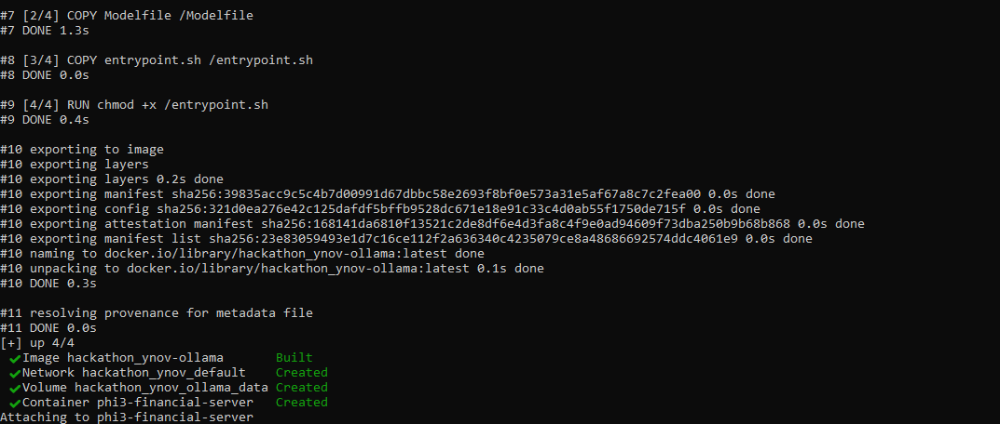 #7 [2/4] COPY Modelfile /Modelfile
#7 DONE 1.3s
#8 [3/4] COPY entrypoint.sh /entrypoint.sh
#8 DONE 0.0s
#9 [4/4] RUN chmod +x /entrypoint.sh
#9 DONE 0.4s
#10 exporting to image
#10 exporting layers
#10 exporting layers 0.2s done
#10 exporting manifest sha256:39835acc9c5c4b7d00991d67dbbc58e2693f8bf0e573a31e5af67a8c7c2fea00 0.0s done
#10 exporting config sha256:321d0ea276e42c125dafdf5bffb9528dc671e18e91c33c4d0ab55f1750de715f 0.0s done
#10 exporting attestation manifest sha256:168141da6810f13521c2de8df6e4d3fa8c4f9e0ad94609f73dba250b9b68b868 0.0s done
#10 exporting manifest list sha256:23e83059493e1d7c16ce112f2a636340c4235079ce8a48686692574ddc4061e9 0.0s done
#10 naming to docker.io/library/hackathon_ynov-ollama:latest done
#10 unpacking to docker.io/library/hackathon_ynov-ollama:latest 0.1s done
#10 DONE 0.3s
#11 resolving provenance for metadata file
#11 DONE 0.0s
[+] up 4/4
✔Image hackathon_ynov-ollama Built
✔Network hackathon_ynov_default Created
✔Volume hackathon_ynov_ollama_data Created
✔Container phi3-financial-server Created
Attaching to phi3-financial-server